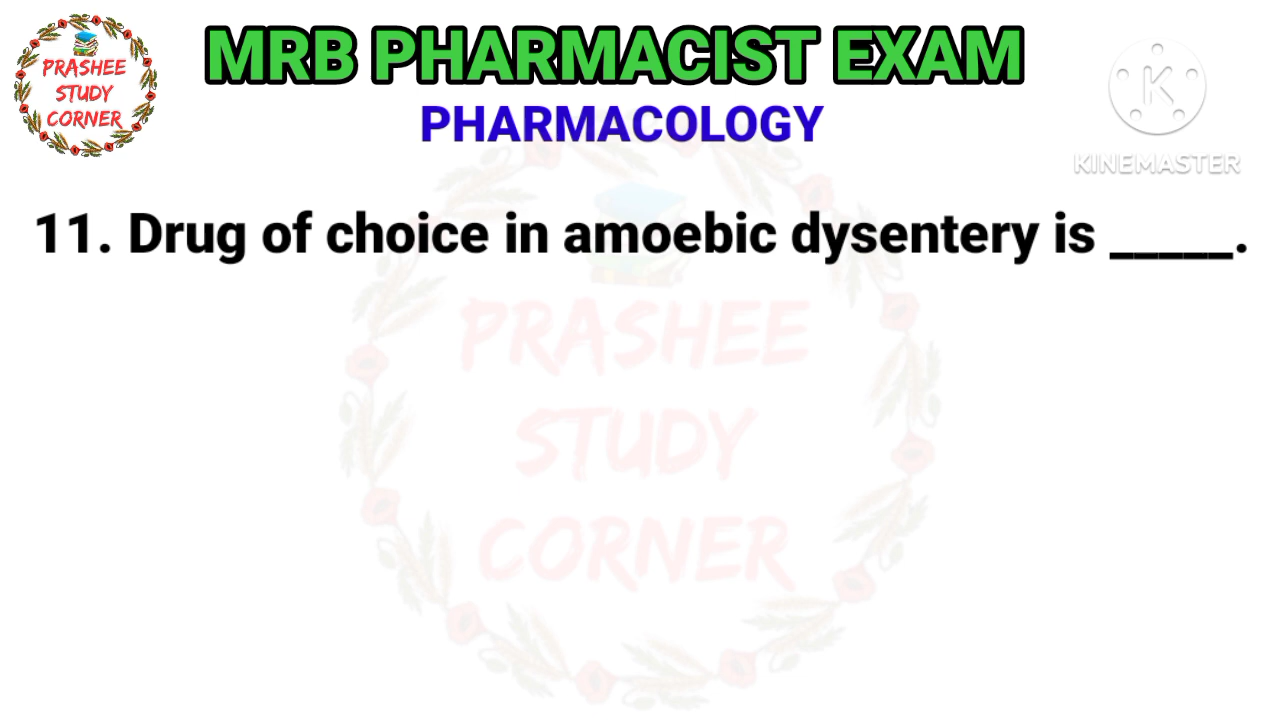 PRASHEE
STUDY
CORNER
MRB PHARMACIST EXAM
PHARMACOLOGY
K
KINEMASTER
11. Drug of choice in amoebic dysentery is _____.
PRASHEE
STUDY
CORNER